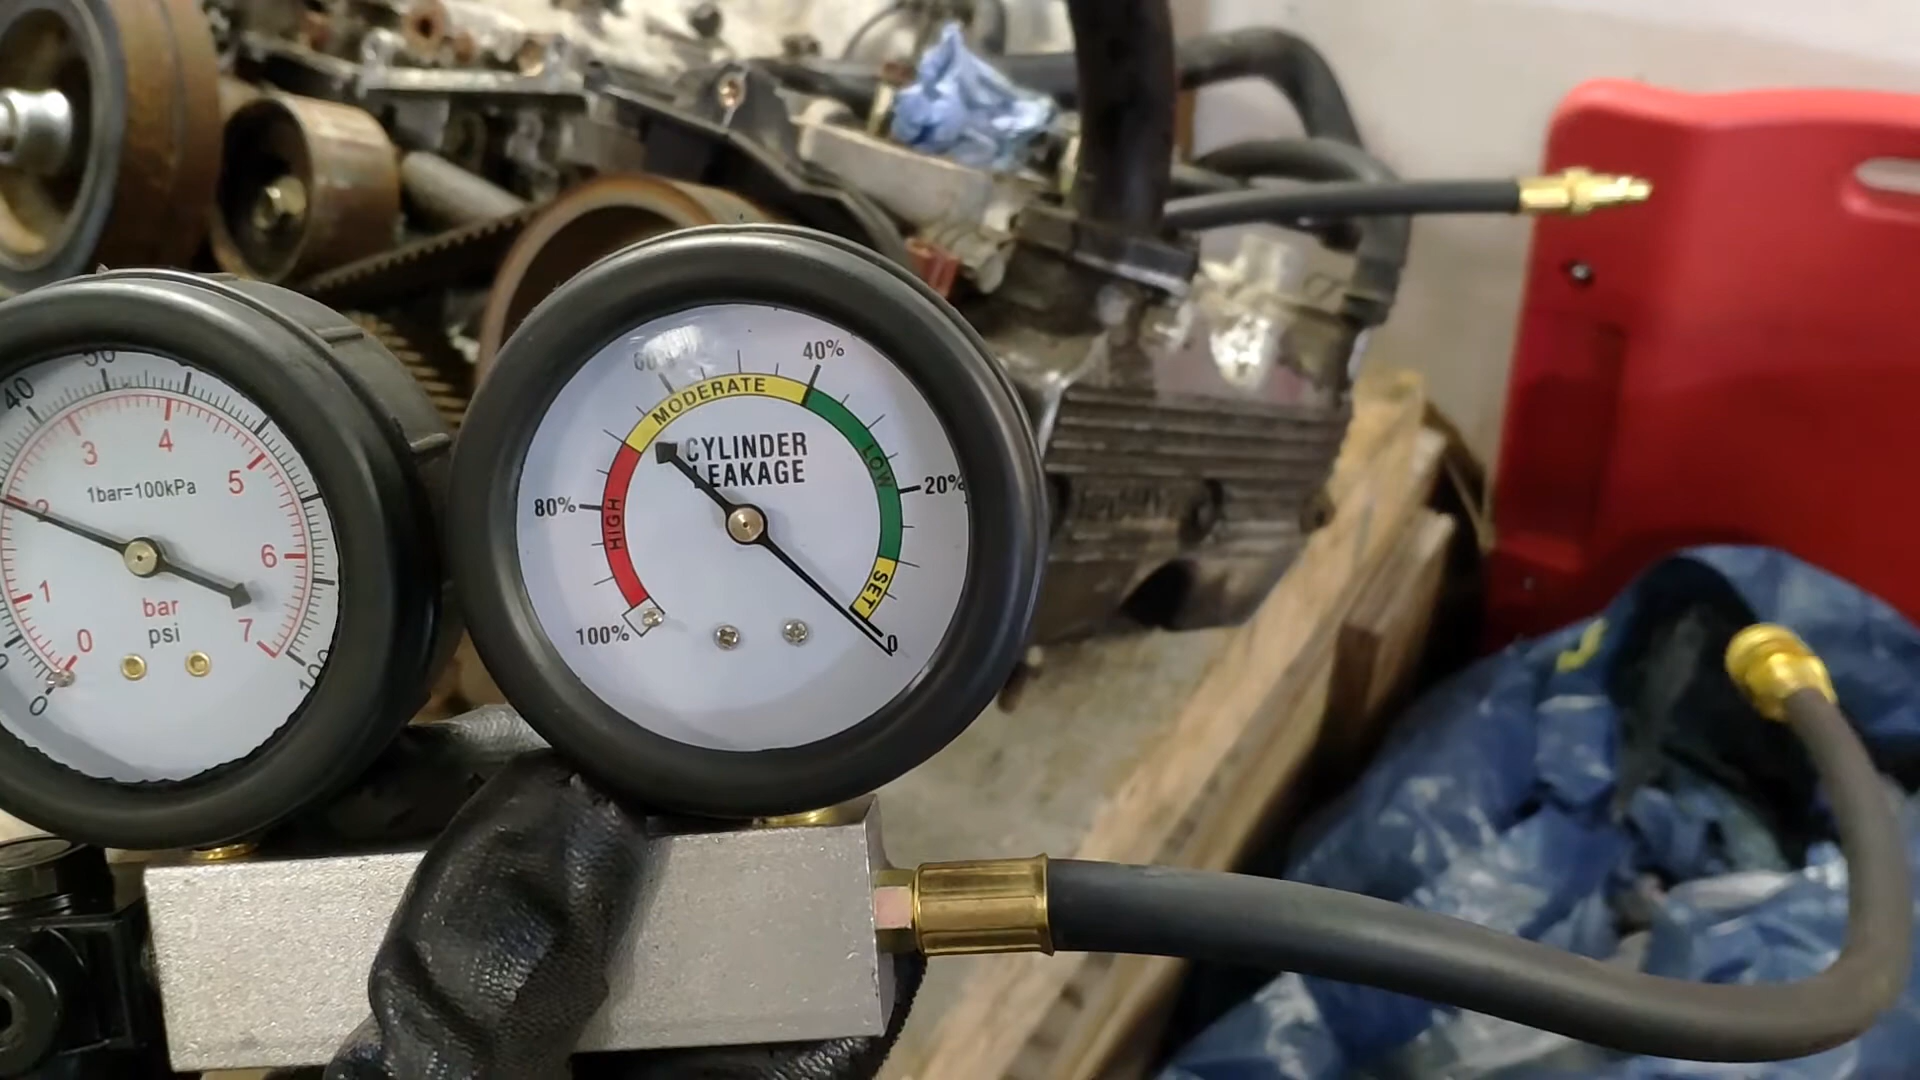 40
50
2
3
4
5
6
7
1
0
1bar=100kPa
bar
psi
0
100
60%
40%
80%
20%
100%
0
MODERATE
LOW
HIGH
SET
CYLINDER
LEAKAGE